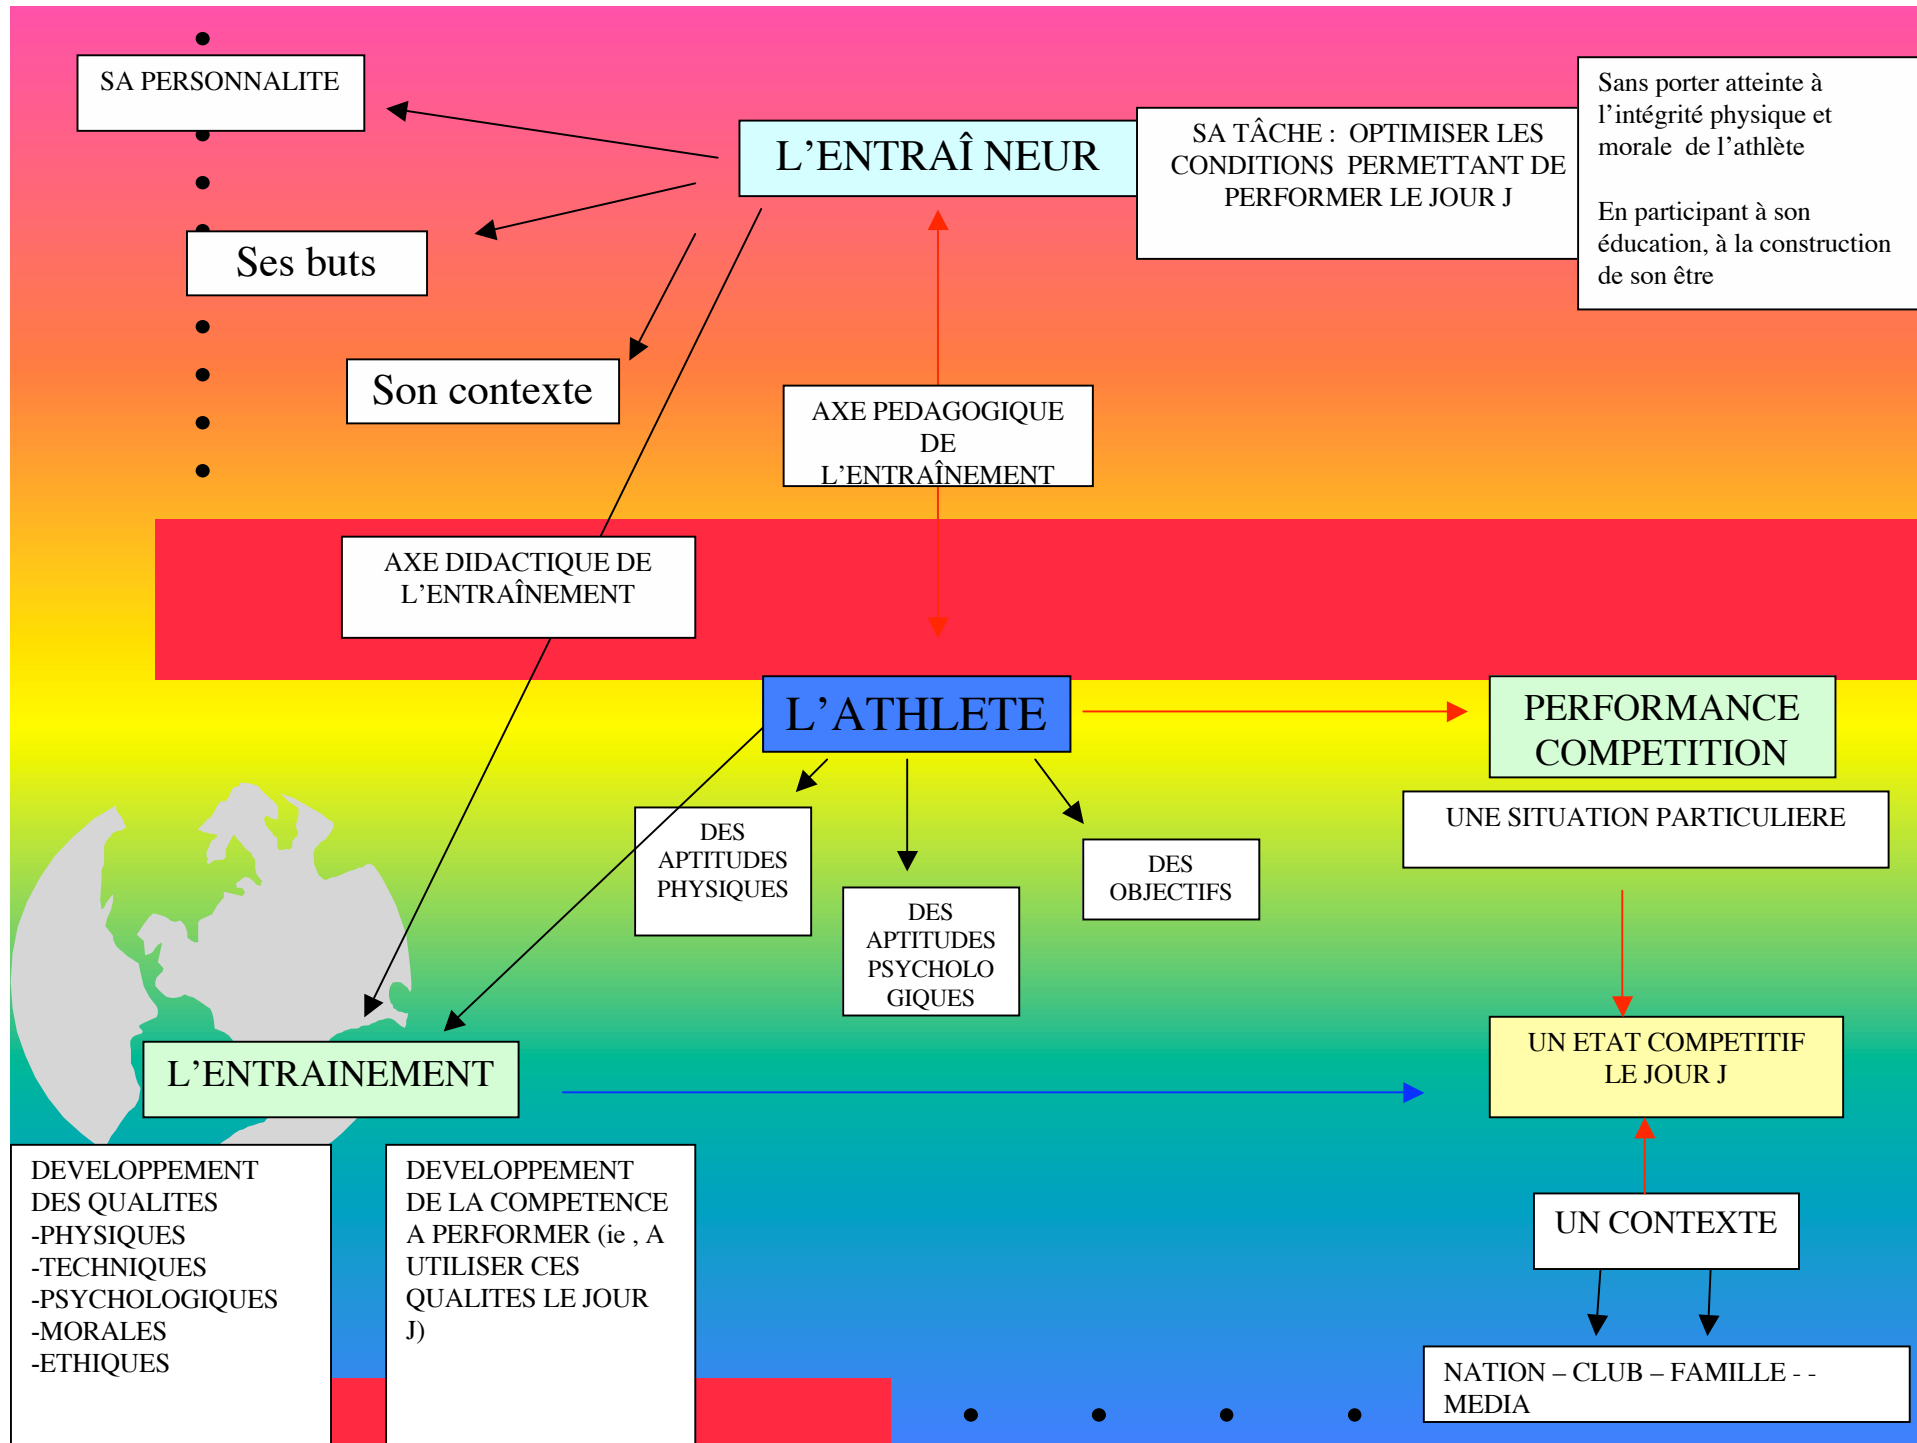 SA PERSONNALITE
L’ENTRAÎ NEUR
SA TÂCHE : OPTIMISER LES
CONDITIONS PERMETTANT DE
PERFORMER LE JOUR J
Sans porter atteinte à
l’intégrité physique et
morale de l’athlète
En participant à son
éducation, à la construction
de son être
Ses buts
Son contexte
AXE PEDAGOGIQUE
DE
L’ENTRAÎNEMENT
AXE DIDACTIQUE DE
L’ENTRAÎNEMENT
L’ATHLETE
PERFORMANCE
COMPETITION
UNE SITUATION PARTICULIERE
DES
APTITUDES
PHYSIQUES
DES
APTITUDES
PSYCHOLO
GIQUES
DES
OBJECTIFS
L’ENTRAINEMENT
UN ETAT COMPETITIF
LE JOUR J
DEVELOPPEMENT
DES QUALITES
-PHYSIQUES
-TECHNIQUES
-PSYCHOLOGIQUES
-MORALES
-ETHIQUES
DEVELOPPEMENT
DE LA COMPETENCE
A PERFORMER (ie , A
UTILISER CES
QUALITES LE JOUR
J)
UN CONTEXTE
NATION – CLUB – FAMILLE - -
MEDIA